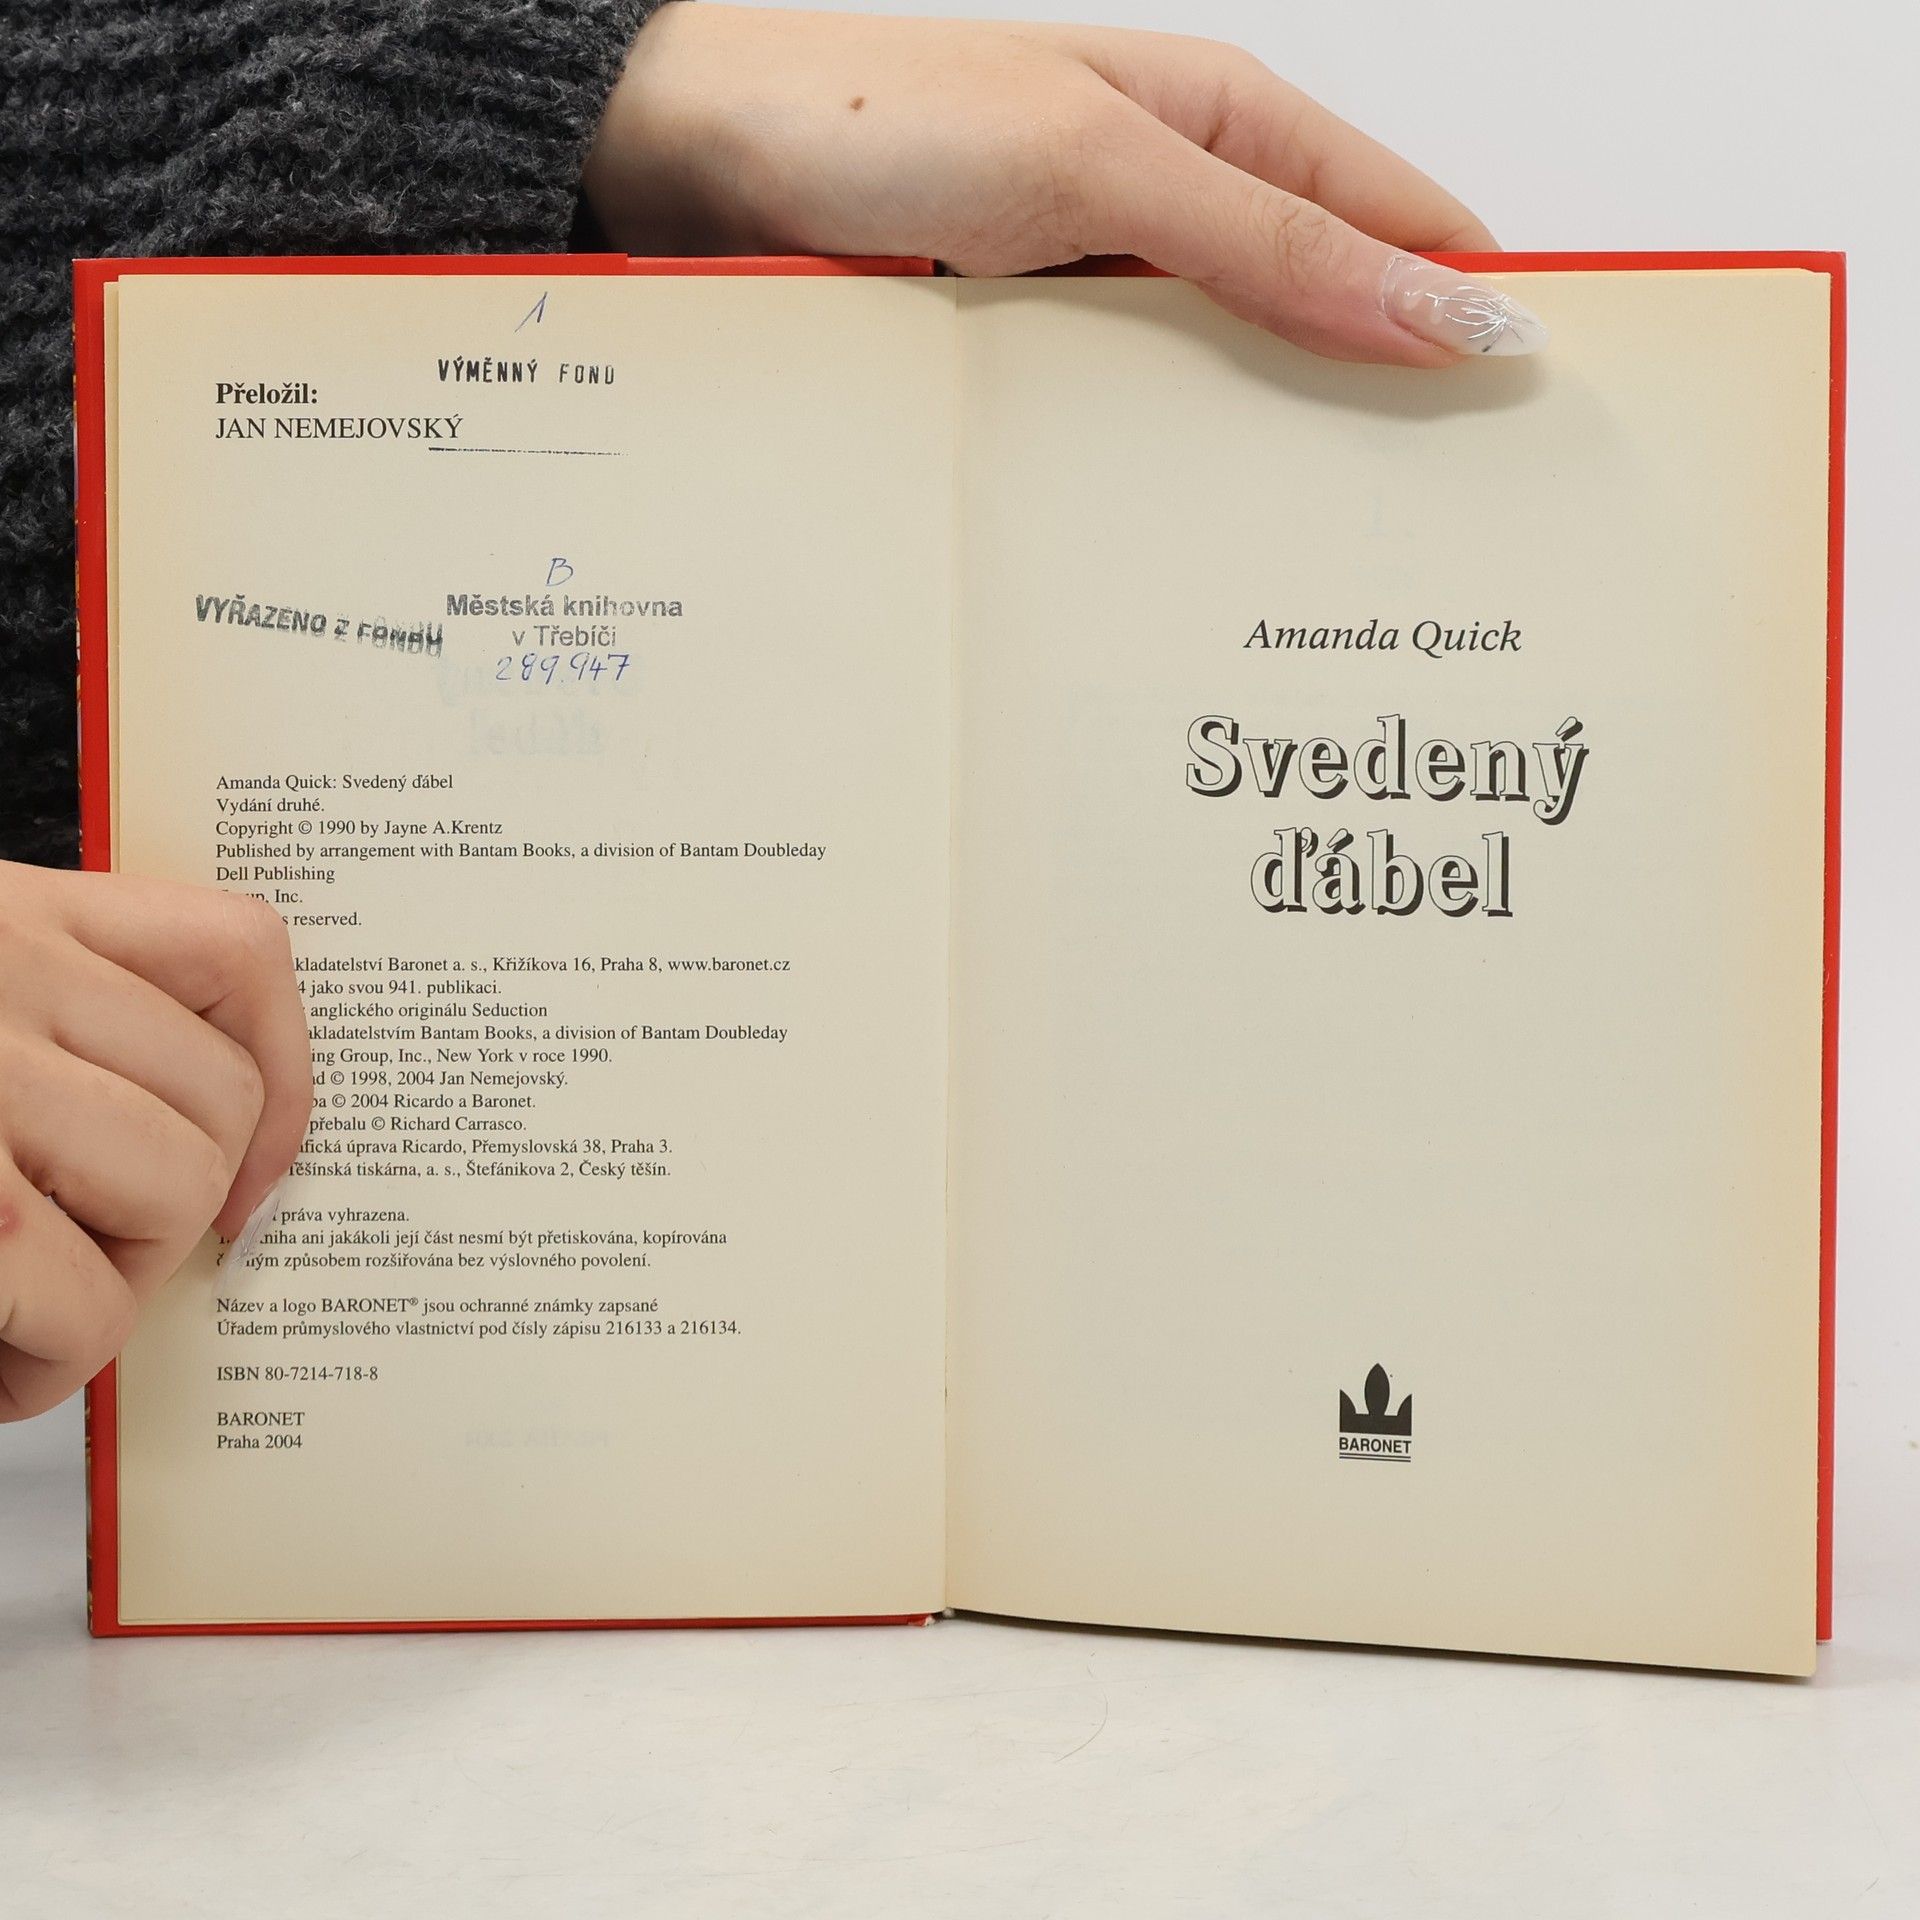 1
VÝMĚNNÝ FOND
Přeložil:
JAN NEMEJOVSKÝ
B
VYŘAZENO Z FONDU
Městská knihovna
v Třebíči
289.947
Amanda Quick: Svedený ďábel
Vydání druhé.
Copyright © 1990 by Jayne A.Krentz
Published by arrangement with Bantam Books, a division of Bantam Doubleday
Dell Publishing
Inc.
reserved.
Baronet a. s., Křižíkova 16, Praha 8, www.baronet.cz
jako svou 941. publikaci.
anglického originálu Seduction
Bantam Books, a division of Bantam Doubleday
Group, Inc., New York v roce 1990.
© 1998, 2004 Jan Nemejovský.
© 2004 Ricardo a Baronet.
přebalu © Richard Carrasco.
úprava Ricardo, Přemyslovská 38, Praha 3.
Těšínská tiskárna, a. s., Štefánikova 2, Český těšín.
práva vyhrazena.
ani jakákoli její část nesmí být přetiskována, kopírována
způsobem rozšiřována bez výslovného povolení.
Název a logo BARONET® jsou ochranné známky zapsané
Úřadem průmyslového vlastnictví pod čísly zápisu 216133 a 216134.
ISBN 80-7214-718-8
BARONET
Praha 2004
Amanda Quick
Svedený
ďábel
BARONET